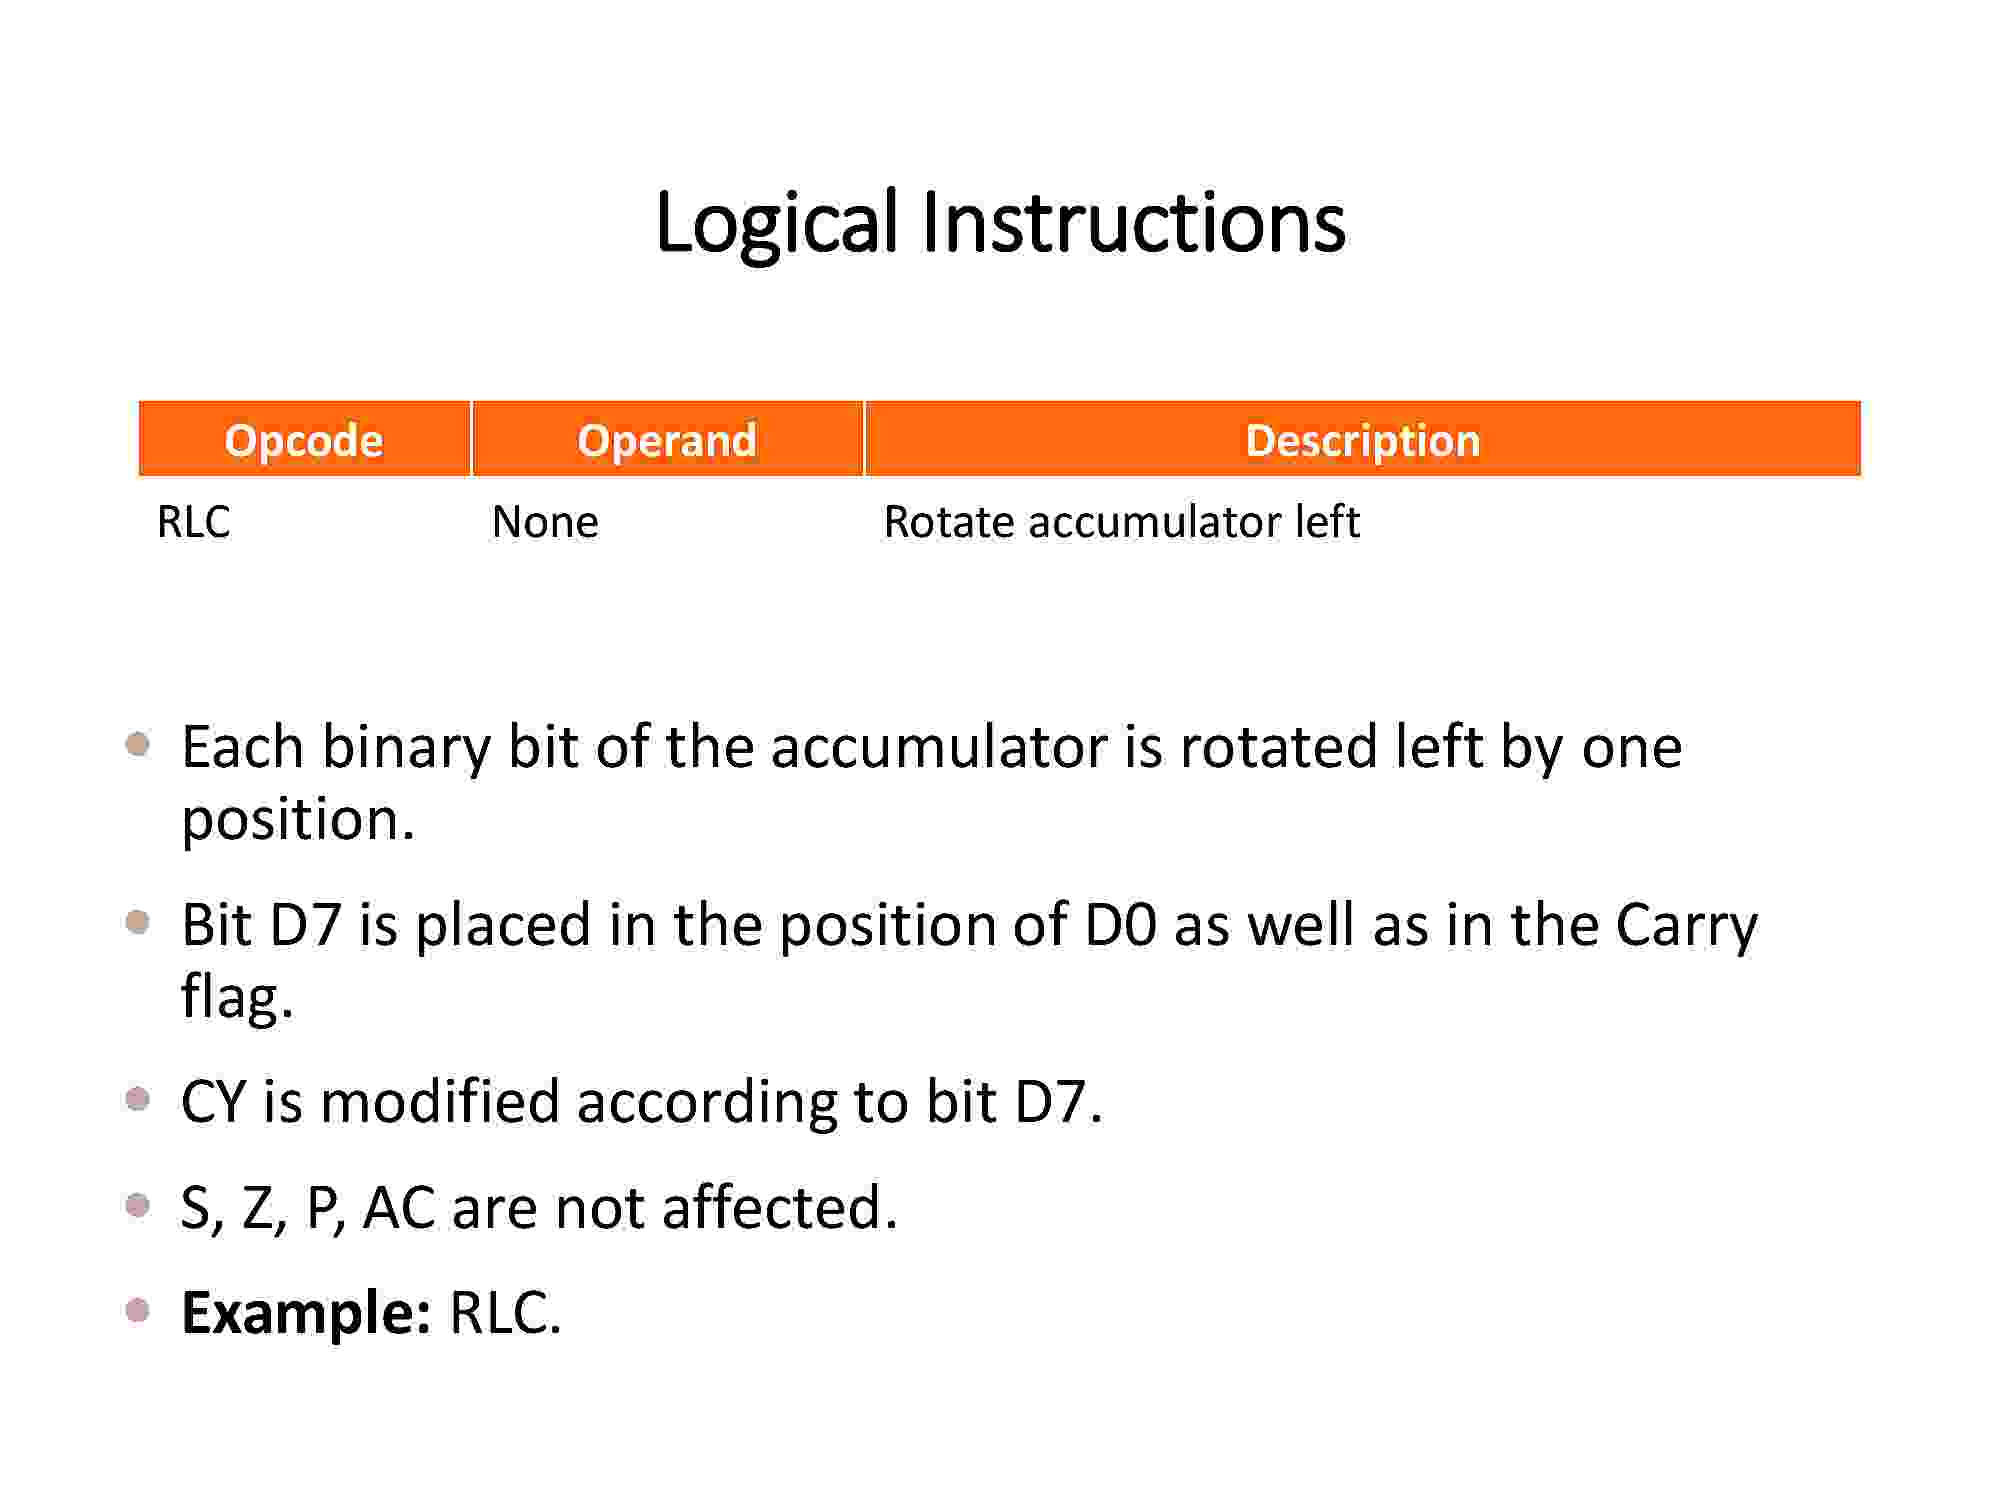 Logical Instructions
Opcode Operand Description
RLC None Rotate accumulator left
• Each binary bit of the accumulator is rotated left by one
position.
• Bit D7 is placed in the position of D0 as well as in the Carry
flag.
• CY is modified according to bit D7.
• S, Z, P, AC are not affected.
• Example: RLC.